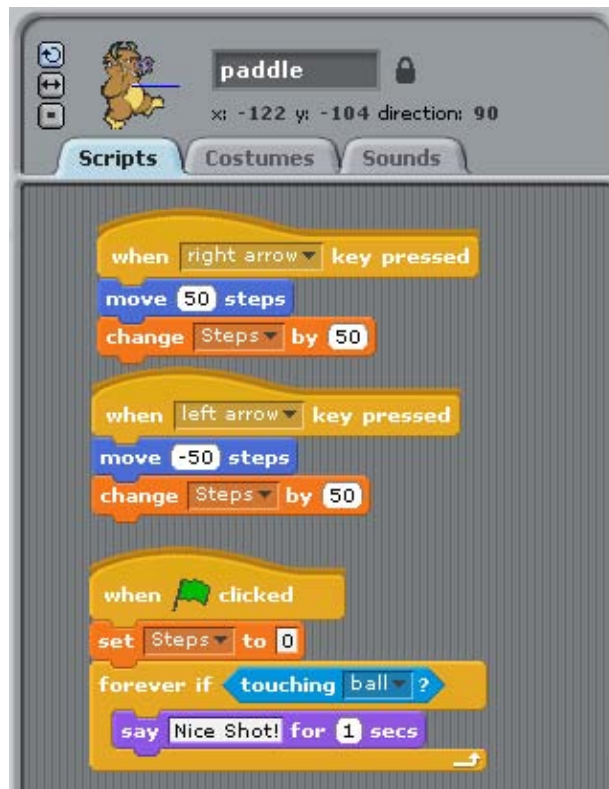 paddle
x: -122 y: -104 direction: 90
Scripts Costumes Sounds
when right arrow key pressed
move 50 steps
change Steps by 50
when left arrow key pressed
move -50 steps
change Steps by 50
when clicked
set Steps to 0
forever if touching ball ?
say Nice Shot! for 1 secs